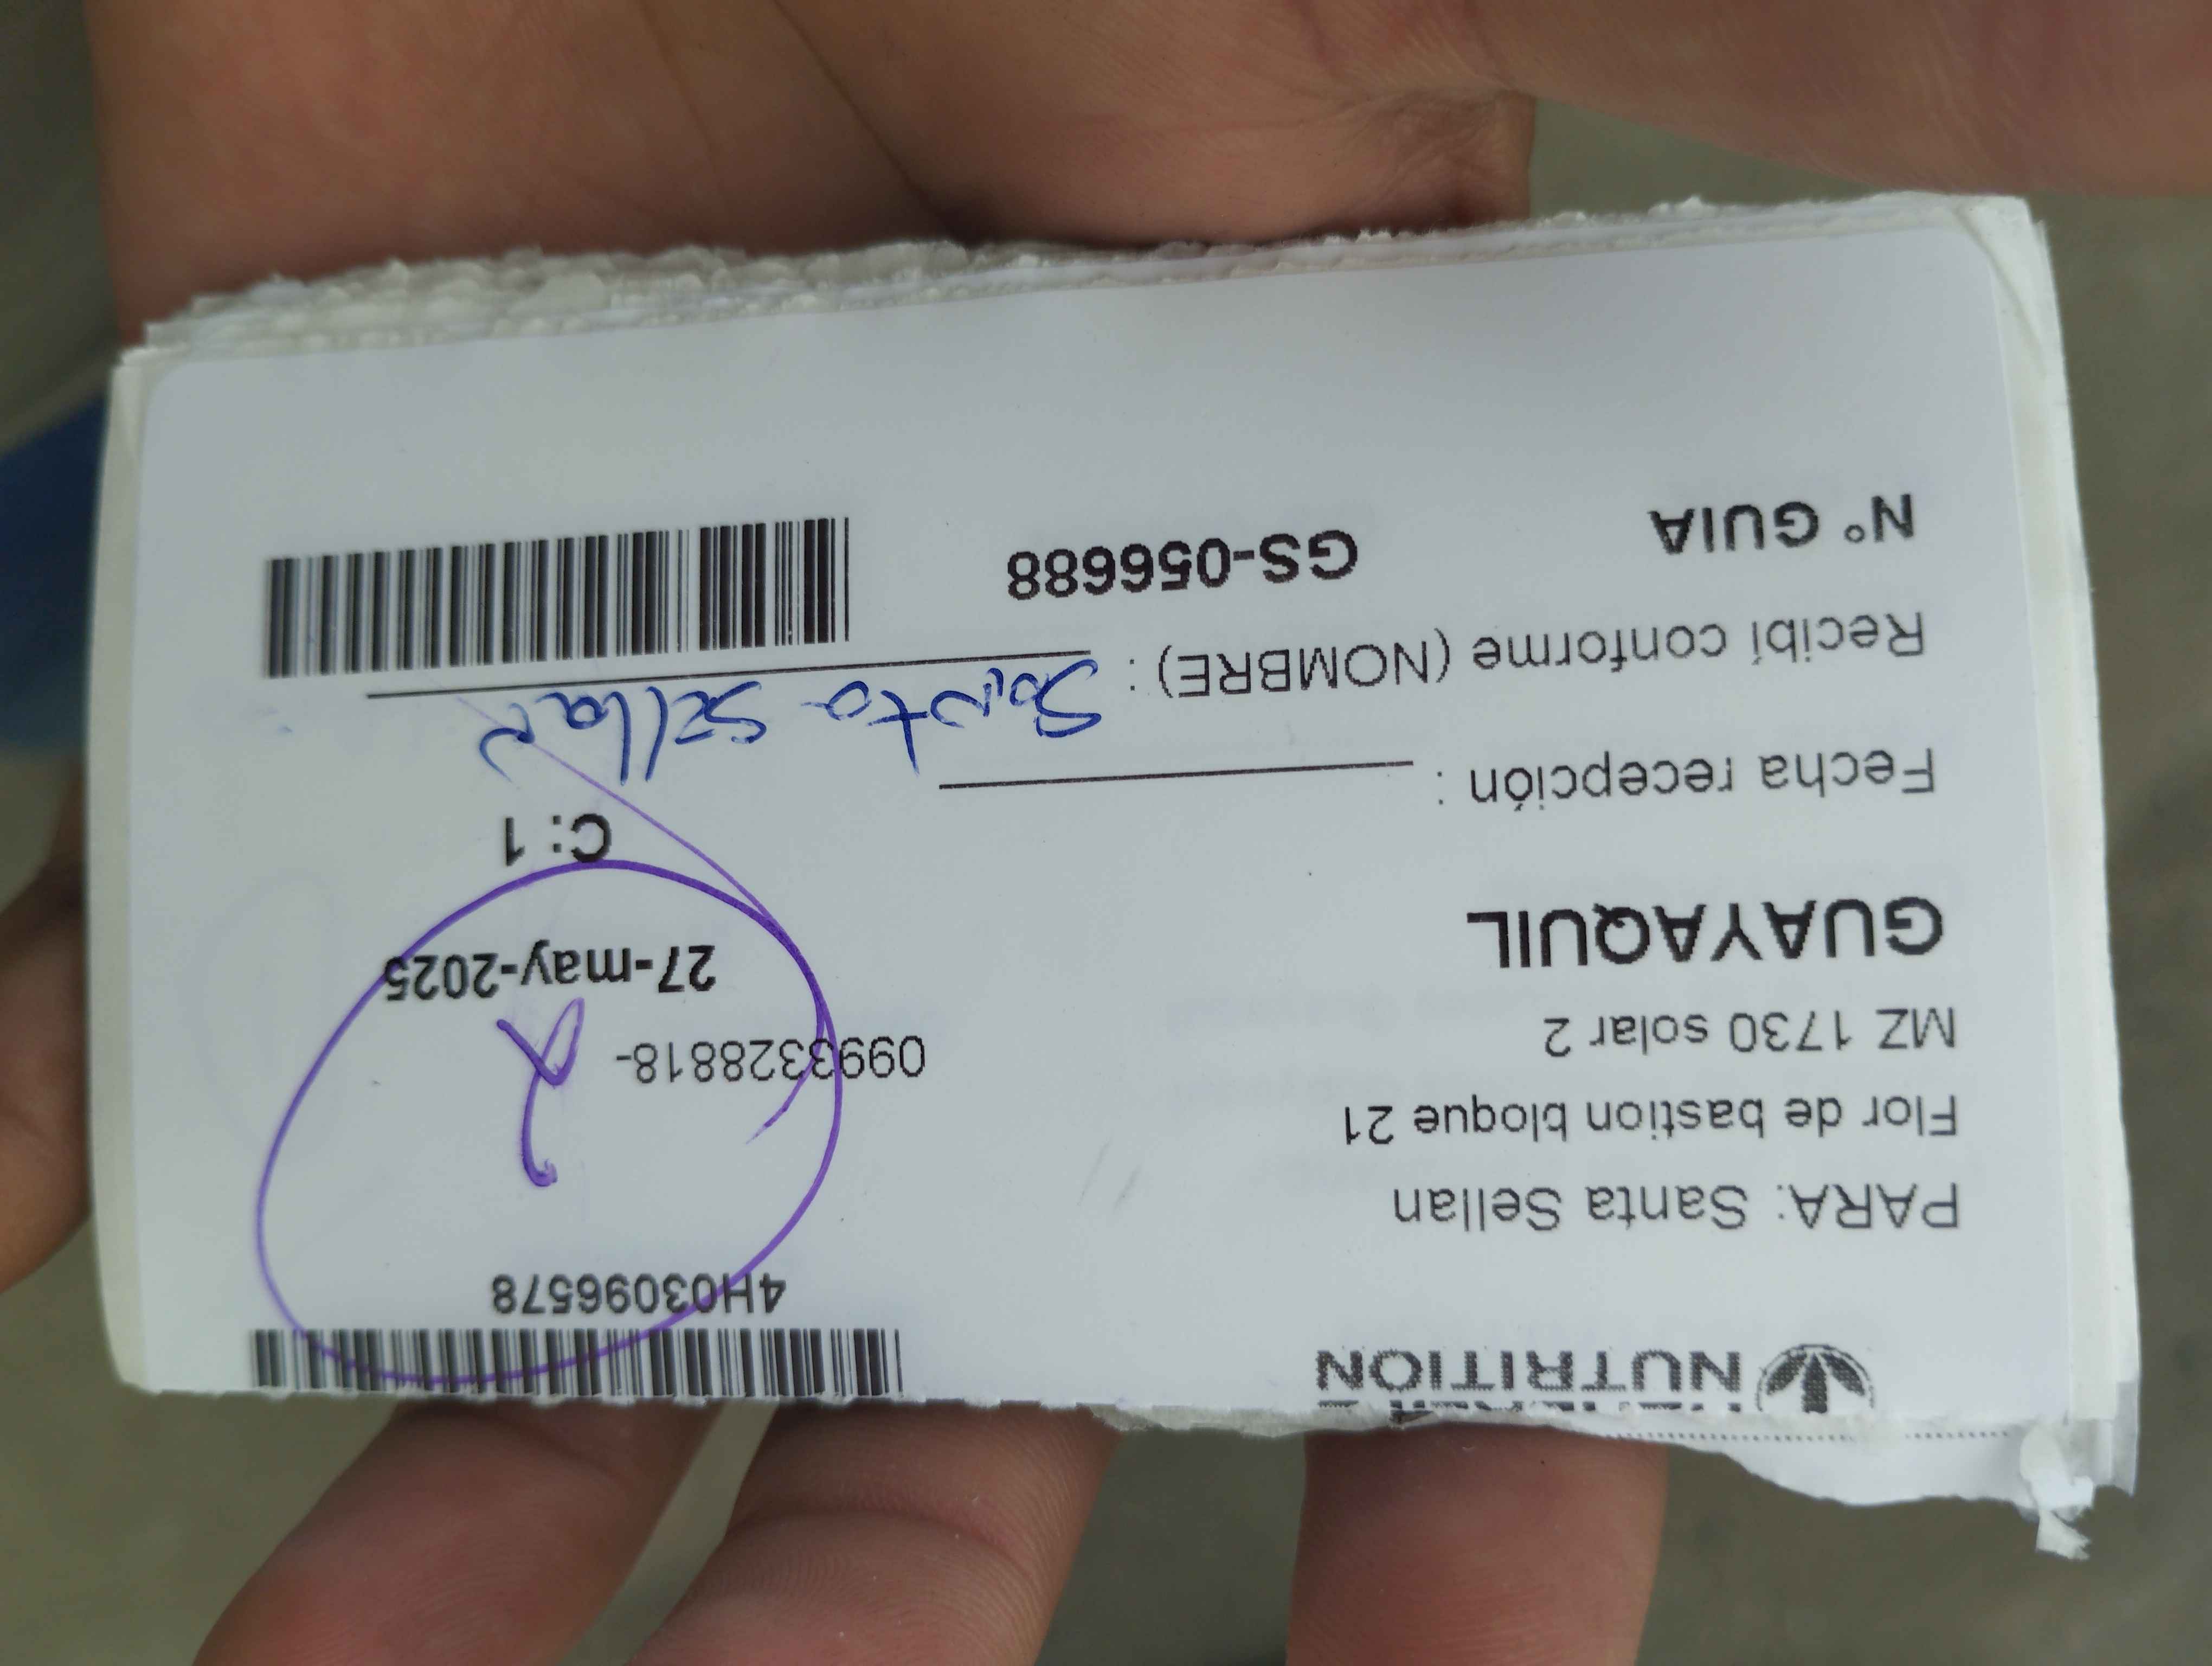 NUTRITION
4H03096578
PARA: Santa Sellan
Flor de bastion bloque 21
0993328818-
MZ 1730 solar 2
27-may-2025
GUAYAQUIL
C: 1
Fecha recepción :
Recibí conforme (NOMBRE) : Santa Sellan
N° GUIA GS-056688